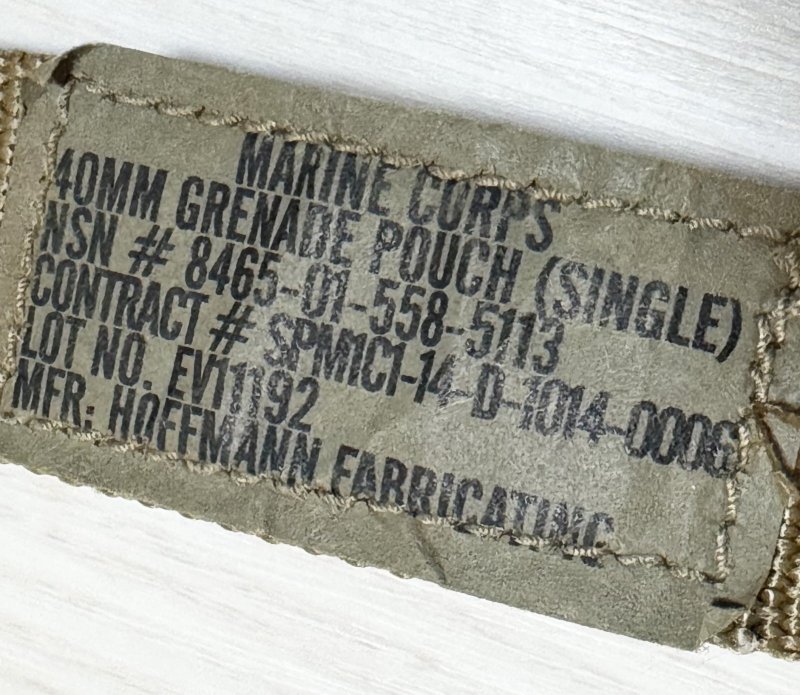 MARINE CORPS
40MM GRENADE POUCH (SINGLE)
NSN # 8465-01-558-5113
CONTRACT # SPM1C1-14-D-1014-0006
LOT NO. EV11192
MFR: HOFFMANN FABRICATING